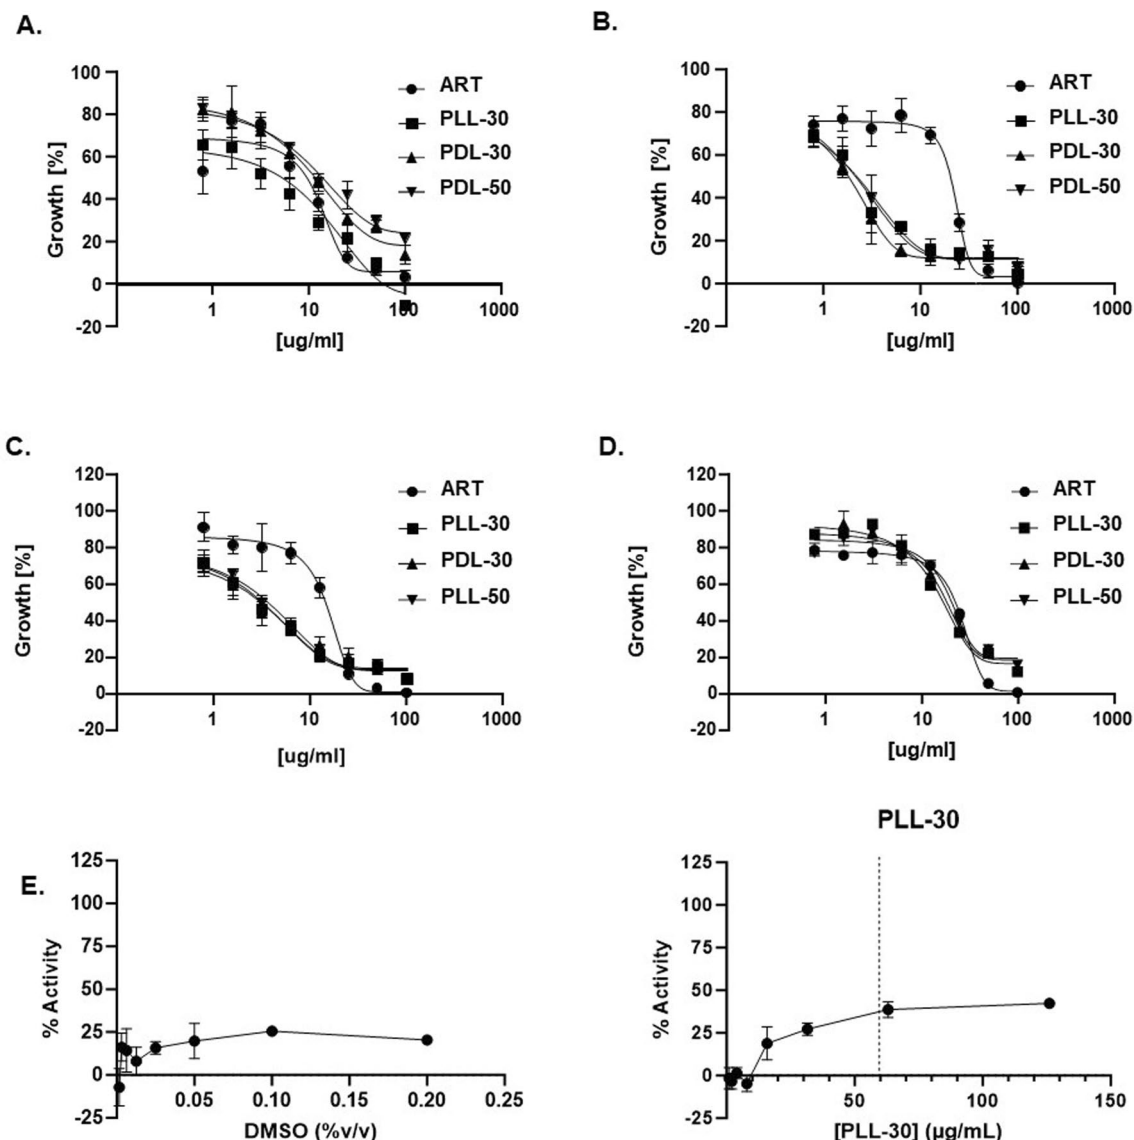 A.
100
80
60
40
20
0
-20
Growth [%]
1 10 100 1000
[ug/ml]
ART
PLL-30
PDL-30
PDL-50
B.
100
80
60
40
20
0
-20
Growth [%]
1 10 100 1000
[ug/ml]
ART
PLL-30
PDL-30
PDL-50
C.
120
100
80
60
40
20
0
-20
Growth [%]
1 10 100 1000
[ug/ml]
ART
PLL-30
PDL-30
PLL-50
D.
120
100
80
60
40
20
0
-20
Growth [%]
1 10 100 1000
[ug/ml]
ART
PLL-30
PDL-30
PLL-50
E.
125
100
75
50
25
0
-25
% Activity
0.05 0.10 0.15 0.20 0.25
DMSO (%v/v)
PLL-30
125
100
75
50
25
0
-25
% Activity
50 100 150
[PLL-30] (µg/mL)